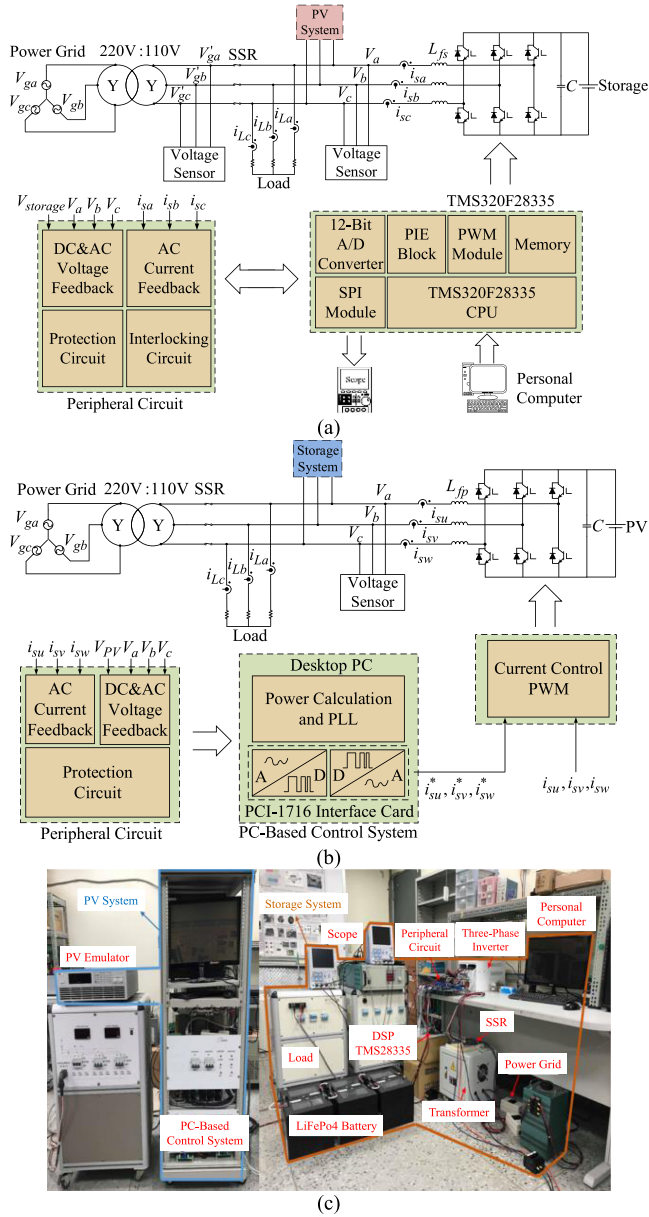 PV
System
Power Grid 220V:110V
V'ga
SSR
Va
Lfs
Vga
Y Y
V'gb
Vb
isa
C
Storage
Vgc
Vgb
V'gc
Vc
isb
isc
iLc
iLb
iLa
Voltage
Sensor
Load
Voltage
Sensor
Vstorage
Va Vb Vc
isa isb isc
TMS320F28335
DC&AC
Voltage
Feedback
AC
Current
Feedback
12-Bit
A/D
Converter
PIE
Block
PWM
Module
Memory
Protection
Circuit
Interlocking
Circuit
SPI
Module
TMS320F28335
CPU
Peripheral Circuit
Scope
Personal
Computer
(a)
Storage
System
Power Grid 220V:110V SSR
Va
Lfp
Vga
Y Y
Vb
isu
C
PV
Vgc
Vgb
Vc
isv
isw
iLc
iLb
iLa
Load
Voltage
Sensor
isu isv isw
VPV Va Vb Vc
AC
Current
Feedback
DC&AC
Voltage
Feedback
Desktop PC
Power Calculation
and PLL
Current Control
PWM
Protection
Circuit
A D D A
PCI-1716 Interface Card
Peripheral Circuit
PC-Based Control System
i*su, i*sv, i*sw
isu, isv, isw
(b)
PV System
PV Emulator
PC-Based
Control System
Storage System
Scope
Peripheral
Circuit
Three-Phase
Inverter
Personal
Computer
DSP
TMS28335
SSR
Load
Power Grid
Transformer
LiFePo4 Battery
(c)